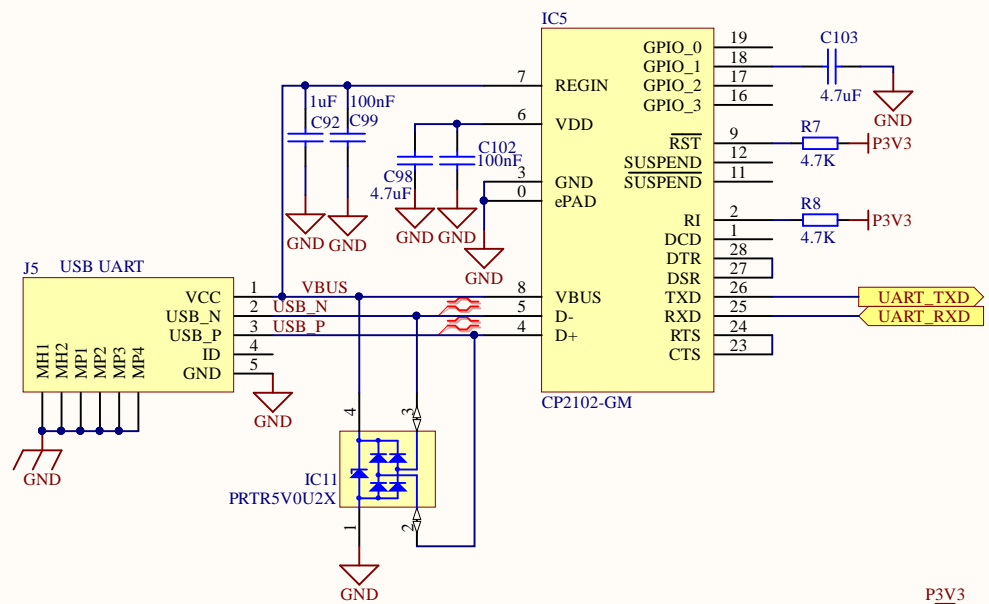 IC5
19
GPIO_0
C103
18
GPIO_1
7
REGIN
17
GPIO_2
1uF
100nF
16
GPIO_3
4.7uF
GND
C92
C99
6
VDD
R7
9
RST
P3V3
C102
12
SUSPEND
4.7K
100nF
C98
3
GND
11
SUSPEND
4.7uF
0
ePAD
R8
2
RI
P3V3
GND
GND
GND
GND
1
DCD
4.7K
28
DTR
GND
27
DSR
J5
USB UART
VCC
1
VBUS
8
VBUS
TXD
26
UART_TXD
USB_N
2
USB_N
5
D-
RXD
25
UART_RXD
USB_P
3
USB_P
4
D+
RTS
24
ID
4
CTS
23
GND
5
MH1
MH2
MP1
MP2
MP3
MP4
GND
CP2102-GM
4
3
GND
IC11
PRTR5V0U2X
1
2
GND
P3V3